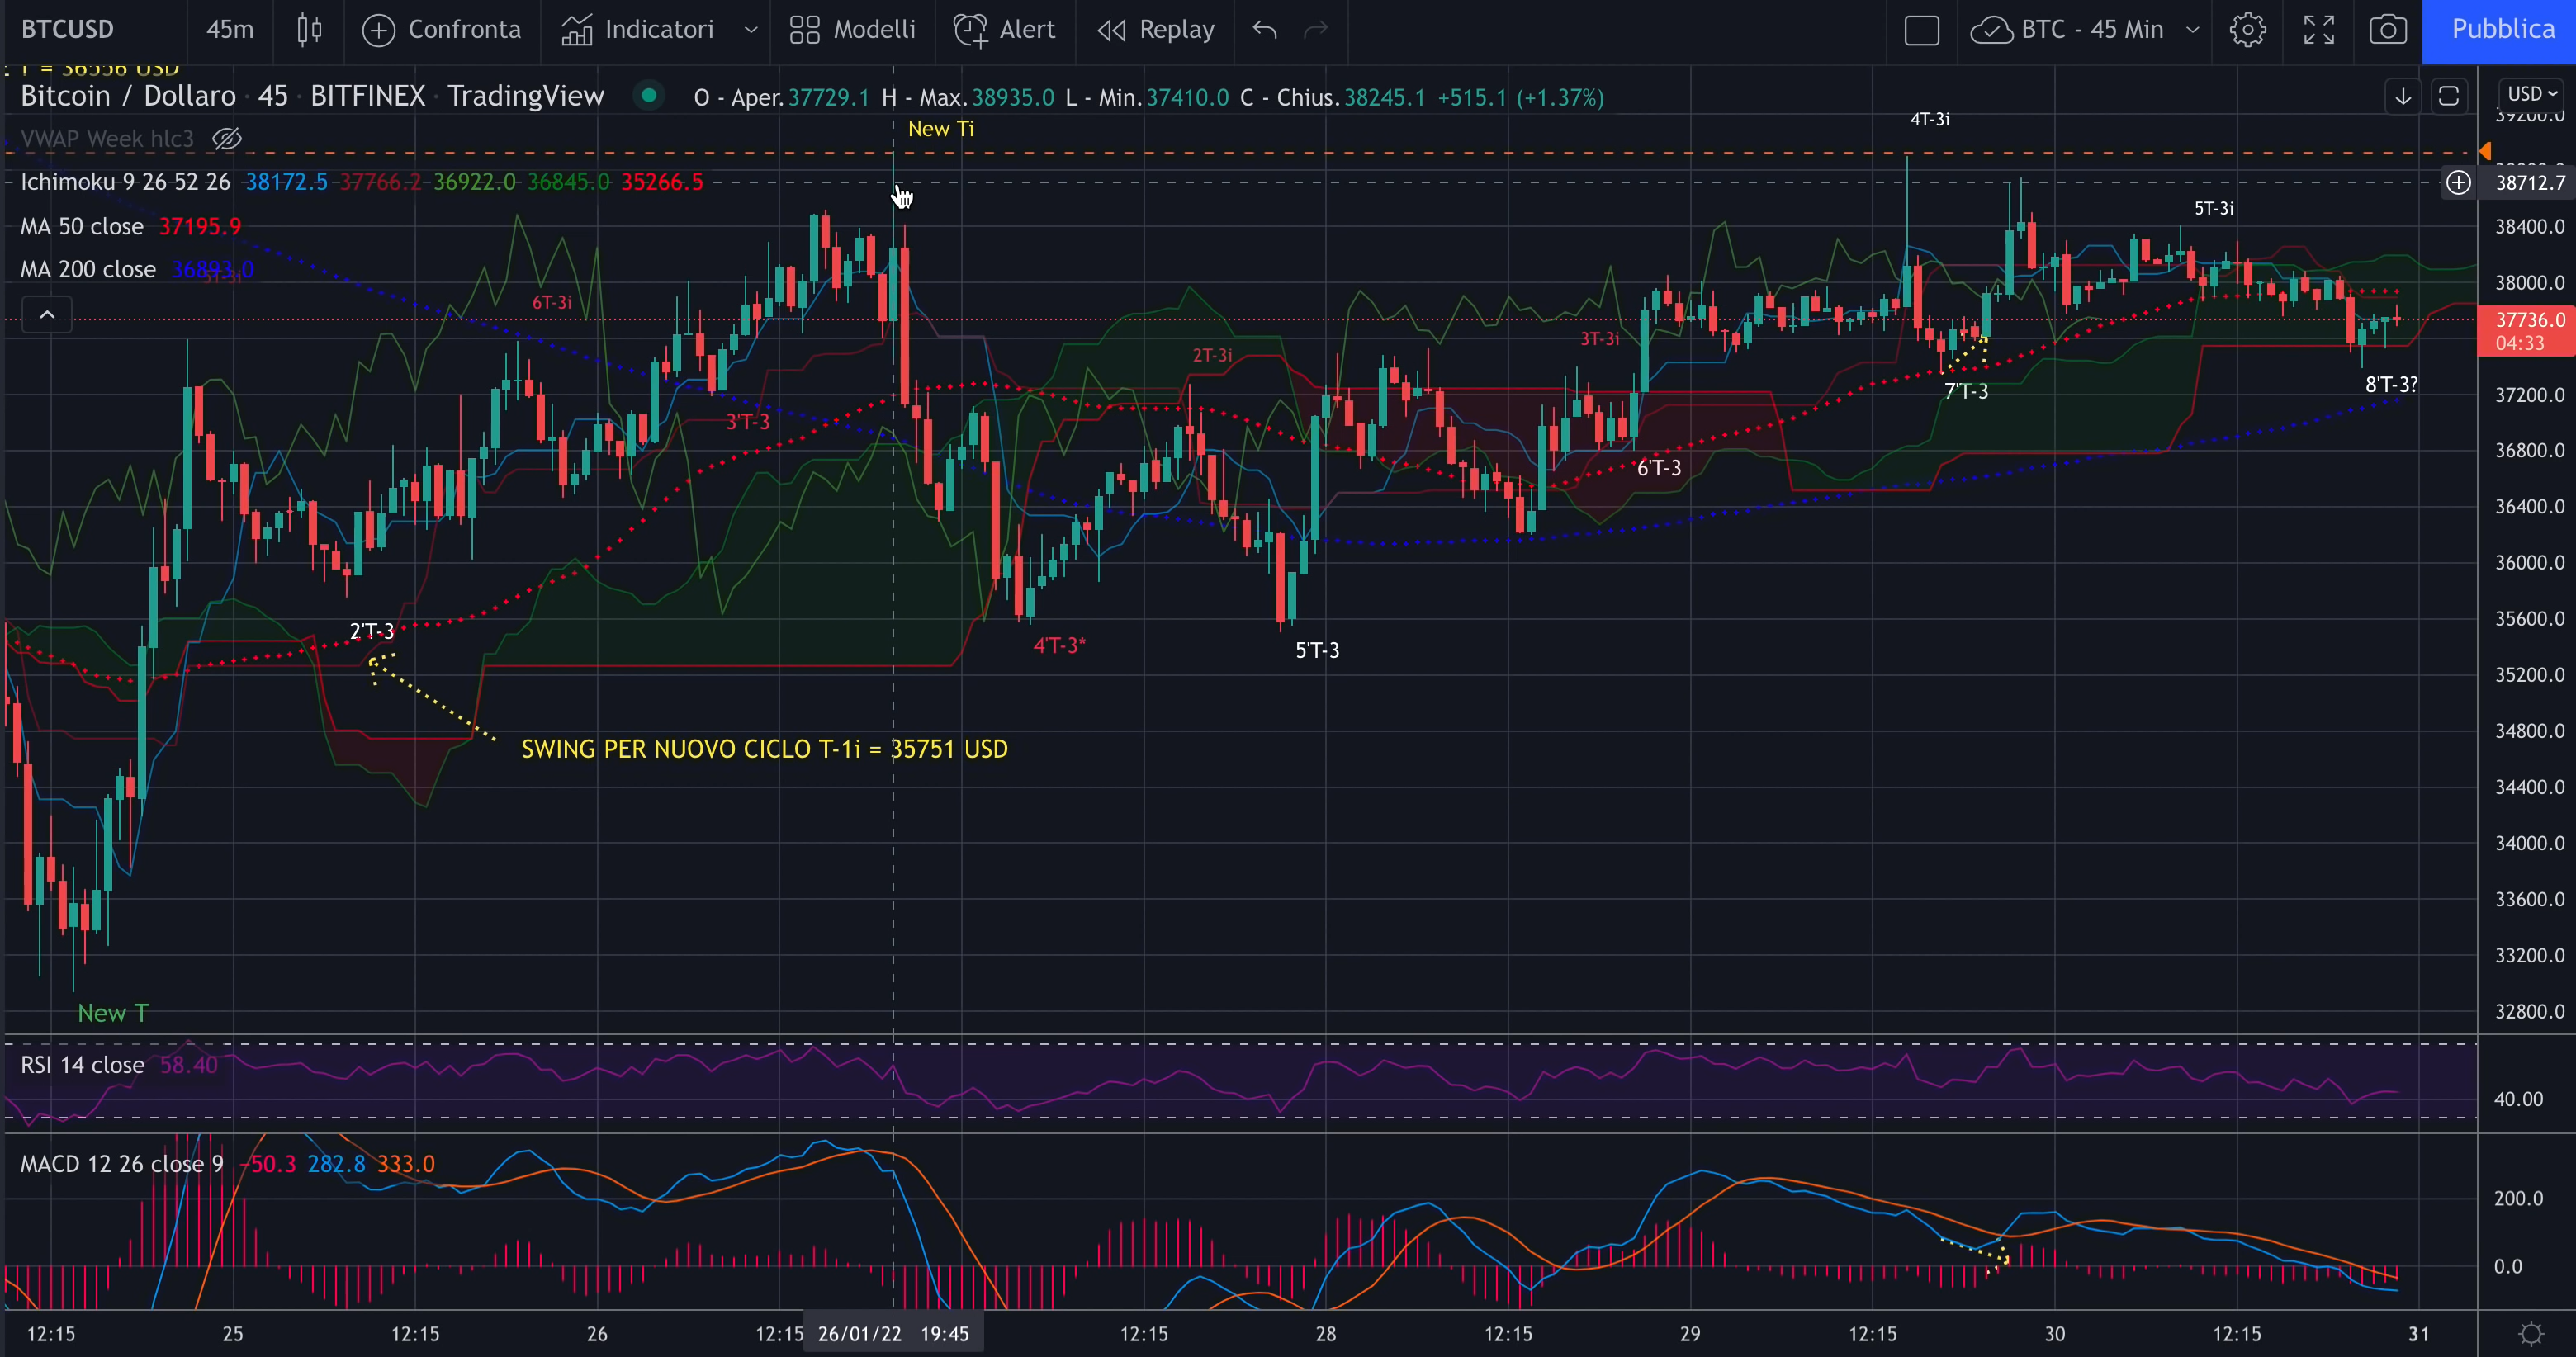 BTCUSD 45m Confronta Indicatori Modelli Alert Replay BTC - 45 Min Pubblica
T = 36556 USD
Bitcoin / Dollaro · 45 · BITFINEX · TradingView O - Aper.37729.1 H - Max.38935.0 L - Min.37410.0 C - Chius.38245.1 +515.1 (+1.37%)
USD
39200.0
4T-3i
New Ti
VWAP Week hlc3
Ichimoku 9 26 52 26 38172.5 37766.2 36922.0 36845.0 35266.5
38712.7
5T-3i
MA 50 close 37195.9
38400.0
MA 200 close 36893.0
5T-3i
38000.0
6T-3i
37736.0
04:33
3T-3i
2T-3i
8'T-3?
7'T-3
37200.0
3'T-3
36800.0
6'T-3
36400.0
36000.0
35600.0
2'T-3
4'T-3*
5'T-3
35200.0
34800.0
SWING PER NUOVO CICLO T-1i = 35751 USD
34400.0
34000.0
33600.0
33200.0
New T
32800.0
RSI 14 close 58.40
40.00
MACD 12 26 close 9 -50.3 282.8 333.0
200.0
0.0
12:15 25 12:15 26 12:15 26/01/22 19:45 12:15 28 12:15 29 12:15 30 12:15 31